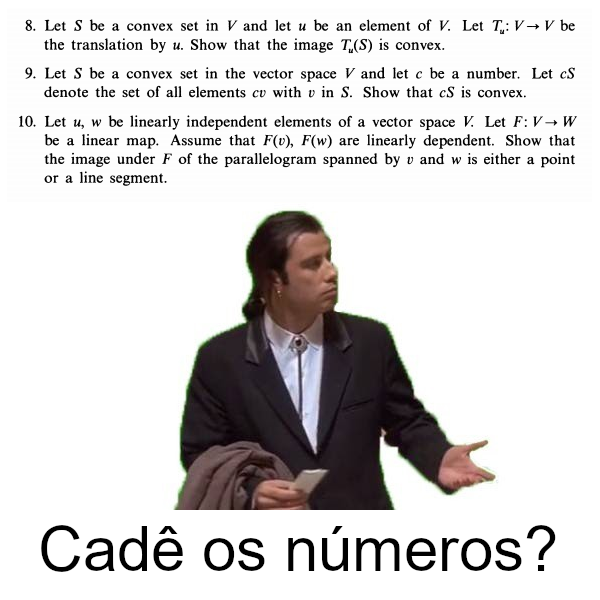 8. Let S be a convex set in V and let u be an element of V. Let Tᵤ: V → V be
the translation by u. Show that the image Tᵤ(S) is convex.
9. Let S be a convex set in the vector space V and let c be a number. Let cS
denote the set of all elements cv with v in S. Show that cS is convex.
10. Let u, w be linearly independent elements of a vector space V. Let F: V → W
be a linear map. Assume that F(v), F(w) are linearly dependent. Show that
the image under F of the parallelogram spanned by v and w is either a point
or a line segment.
Cadê os números?